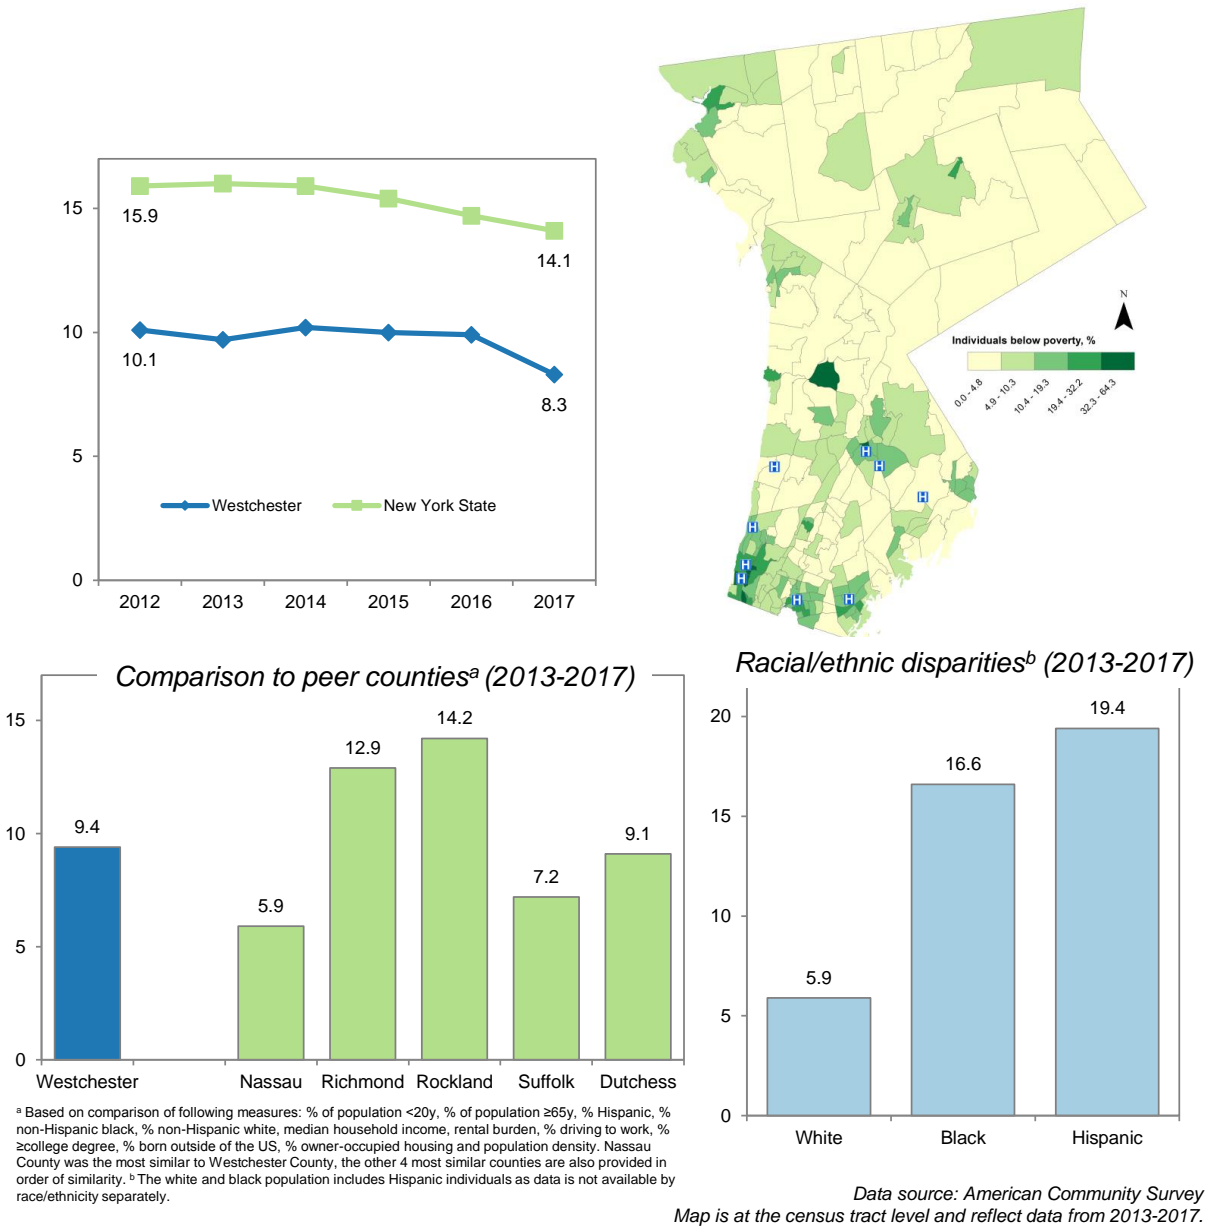 15
10
5
0
15.9
14.1
10.1
8.3
Westchester
New York State
2012 2013 2014 2015 2016 2017
N
Individuals below poverty, %
0.0 - 4.8
4.9 - 10.3
10.4 - 19.3
19.4 - 32.2
32.3 - 64.3
H
H
H
H
H
H
H
H
H
Comparison to peer countiesᵃ (2013-2017)
15
10
5
0
9.4
5.9
12.9
14.2
7.2
9.1
Westchester Nassau Richmond Rockland Suffolk Dutchess
Racial/ethnic disparitiesᵇ (2013-2017)
20
15
10
5
0
5.9
16.6
19.4
White Black Hispanic
ᵃ Based on comparison of following measures: % of population <20y, % of population ≥65y, % Hispanic, %
non-Hispanic black, % non-Hispanic white, median household income, rental burden, % driving to work, %
≥college degree, % born outside of the US, % owner-occupied housing and population density. Nassau
County was the most similar to Westchester County, the other 4 most similar counties are also provided in
order of similarity. ᵇ The white and black population includes Hispanic individuals as data is not available by
race/ethnicity separately.
Data source: American Community Survey
Map is at the census tract level and reflect data from 2013-2017.